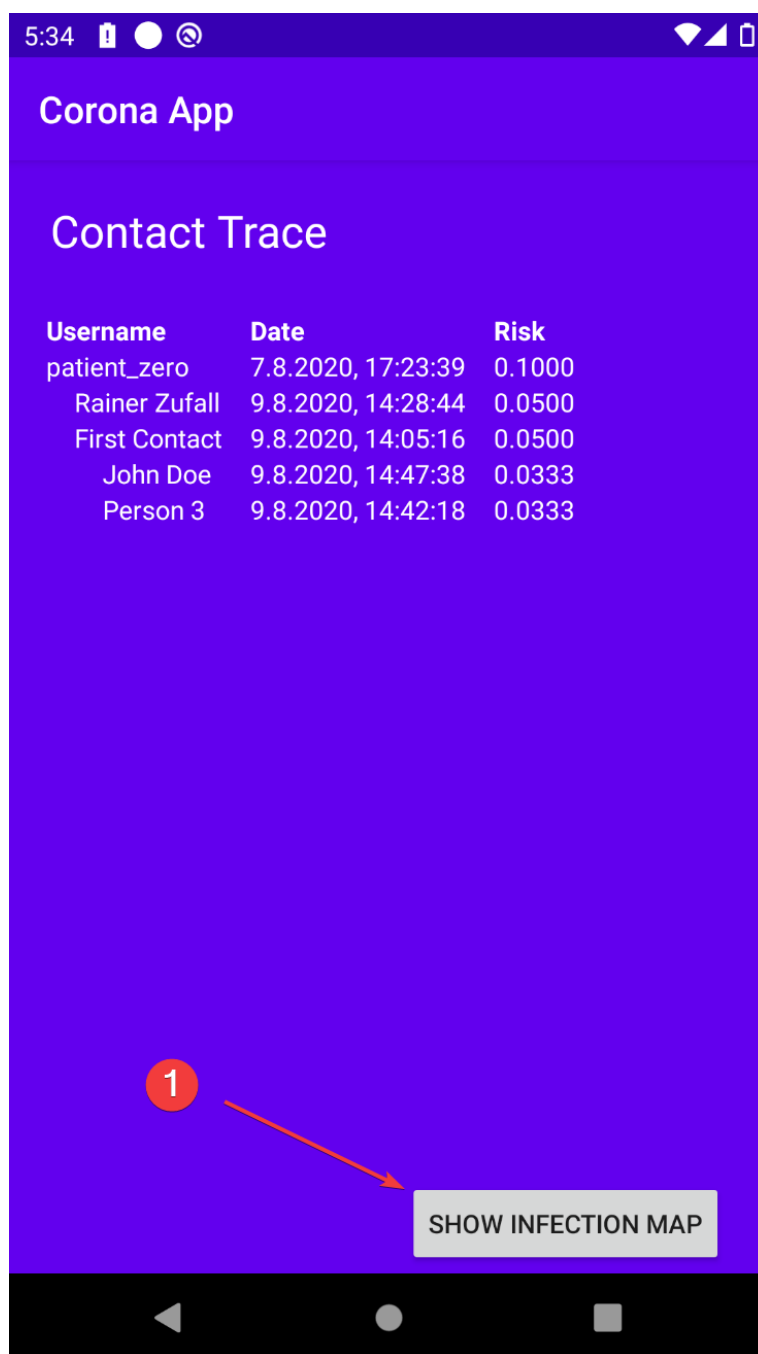 5:34
Corona App
Contact Trace
Username Date Risk
patient_zero 7.8.2020, 17:23:39 0.1000
Rainer Zufall 9.8.2020, 14:28:44 0.0500
First Contact 9.8.2020, 14:05:16 0.0500
John Doe 9.8.2020, 14:47:38 0.0333
Person 3 9.8.2020, 14:42:18 0.0333
1
SHOW INFECTION MAP